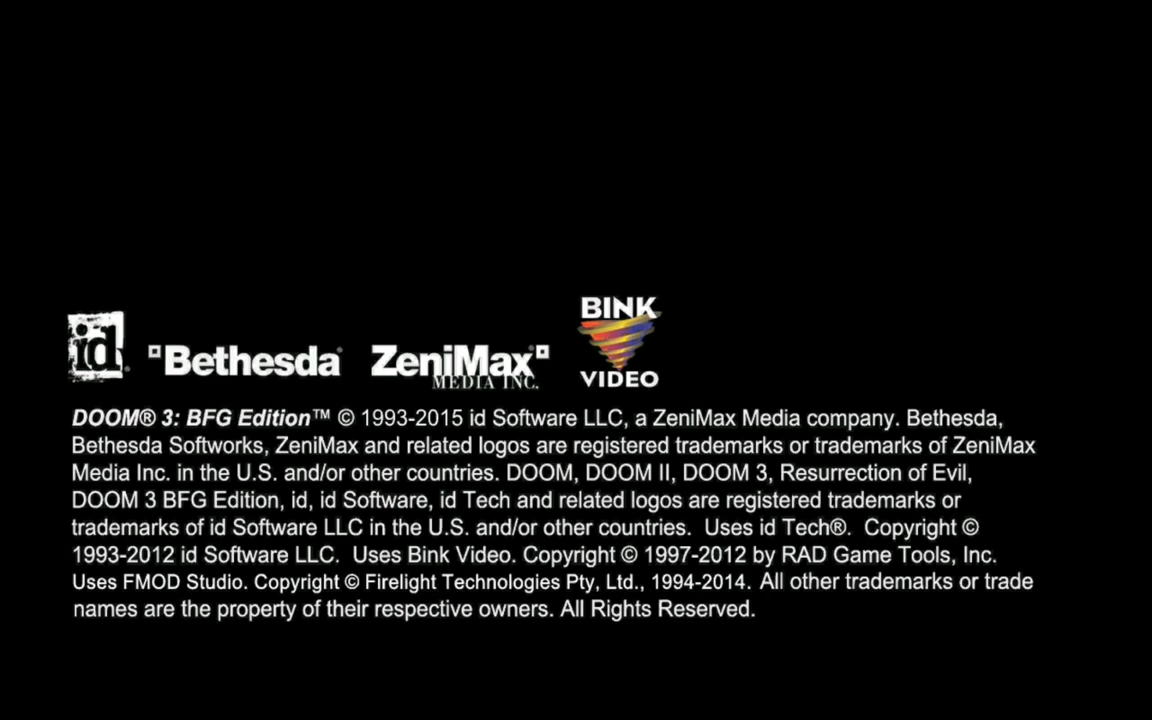 id
Bethesda
ZeniMax
MEDIA INC.
BINK
VIDEO
DOOM® 3: BFG Edition™ © 1993-2015 id Software LLC, a ZeniMax Media company. Bethesda,
Bethesda Softworks, ZeniMax and related logos are registered trademarks or trademarks of ZeniMax
Media Inc. in the U.S. and/or other countries. DOOM, DOOM II, DOOM 3, Resurrection of Evil,
DOOM 3 BFG Edition, id, id Software, id Tech and related logos are registered trademarks or
trademarks of id Software LLC in the U.S. and/or other countries.  Uses id Tech®.  Copyright ©
1993-2012 id Software LLC.  Uses Bink Video. Copyright © 1997-2012 by RAD Game Tools, Inc.
Uses FMOD Studio. Copyright © Firelight Technologies Pty, Ltd., 1994-2014. All other trademarks or trade
names are the property of their respective owners. All Rights Reserved.